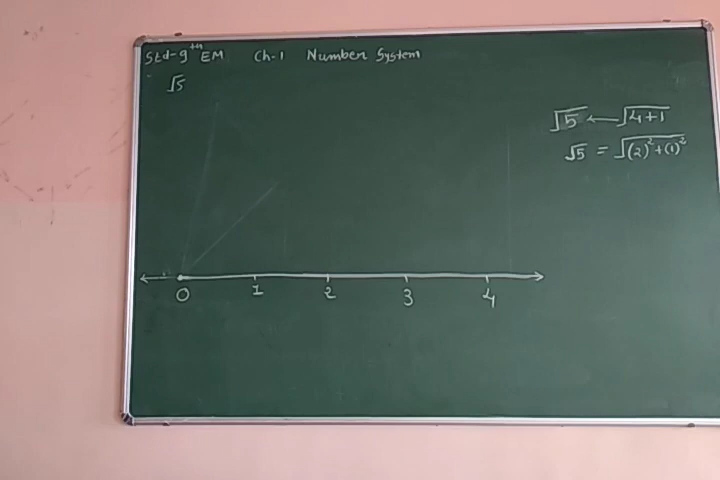 Std-9th EM Ch-1 Number System
√5
√5 ← √4+1
√5 = √(2)²+(1)²
0 1 2 3 4